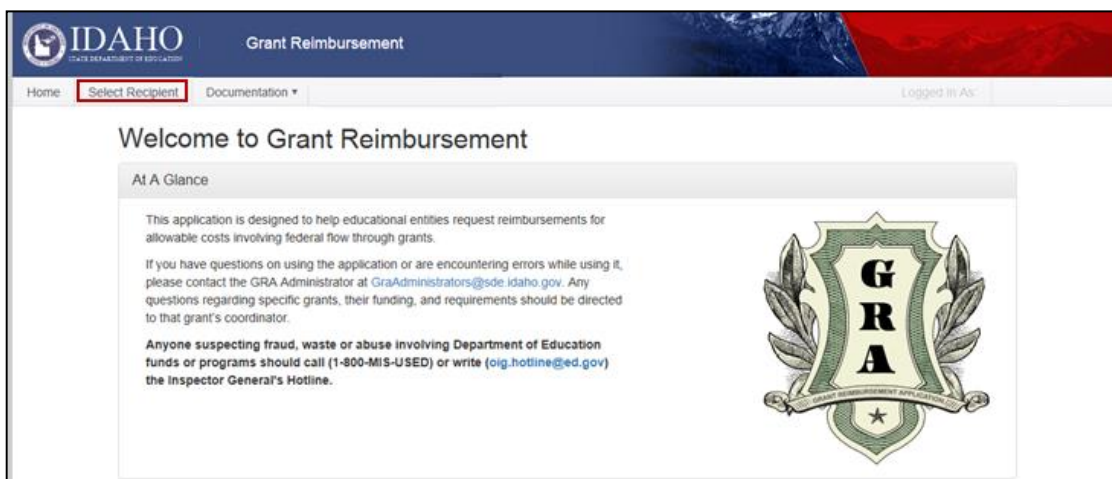 IDAHO
STATE DEPARTMENT OF EDUCATION
Grant Reimbursement
Home Select Recipient Documentation ▾ Logged In As:
Welcome to Grant Reimbursement
At A Glance
This application is designed to help educational entities request reimbursements for
allowable costs involving federal flow through grants.
If you have questions on using the application or are encountering errors while using it,
please contact the GRA Administrator at GraAdministrators@sde.idaho.gov. Any
questions regarding specific grants, their funding, and requirements should be directed
to that grant's coordinator.
Anyone suspecting fraud, waste or abuse involving Department of Education
funds or programs should call (1-800-MIS-USED) or write (oig.hotline@ed.gov)
the Inspector General's Hotline.
G
R
A
GRANT REIMBURSEMENT APPLICATION